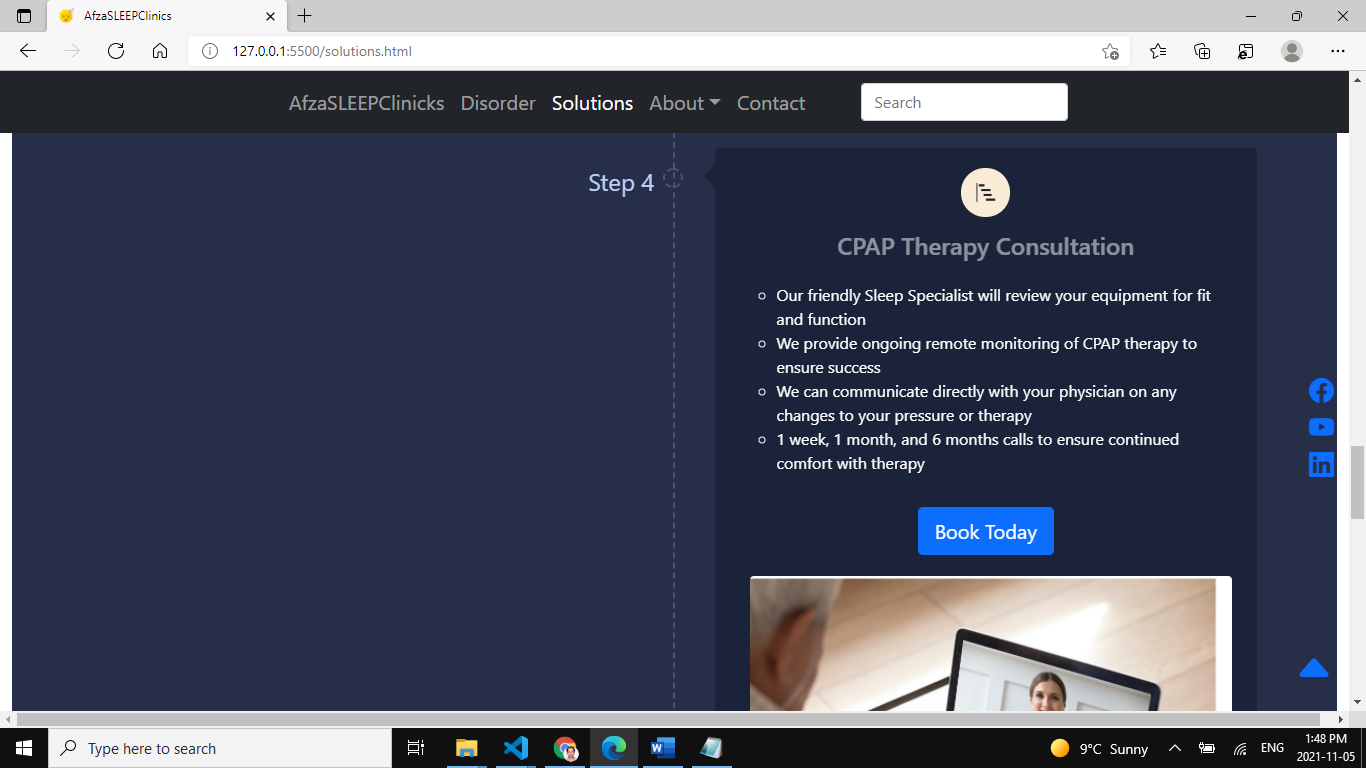 AfzaSLEEPClinics
127.0.0.1:5500/solutions.html
AfzaSLEEPClinicks Disorder Solutions About Contact Search
Step 4
CPAP Therapy Consultation
Our friendly Sleep Specialist will review your equipment for fit
and function
We provide ongoing remote monitoring of CPAP therapy to
ensure success
We can communicate directly with your physician on any
changes to your pressure or therapy
1 week, 1 month, and 6 months calls to ensure continued
comfort with therapy
Book Today
in
Type here to search
W
9°C Sunny
ENG
1:48 PM
2021-11-05